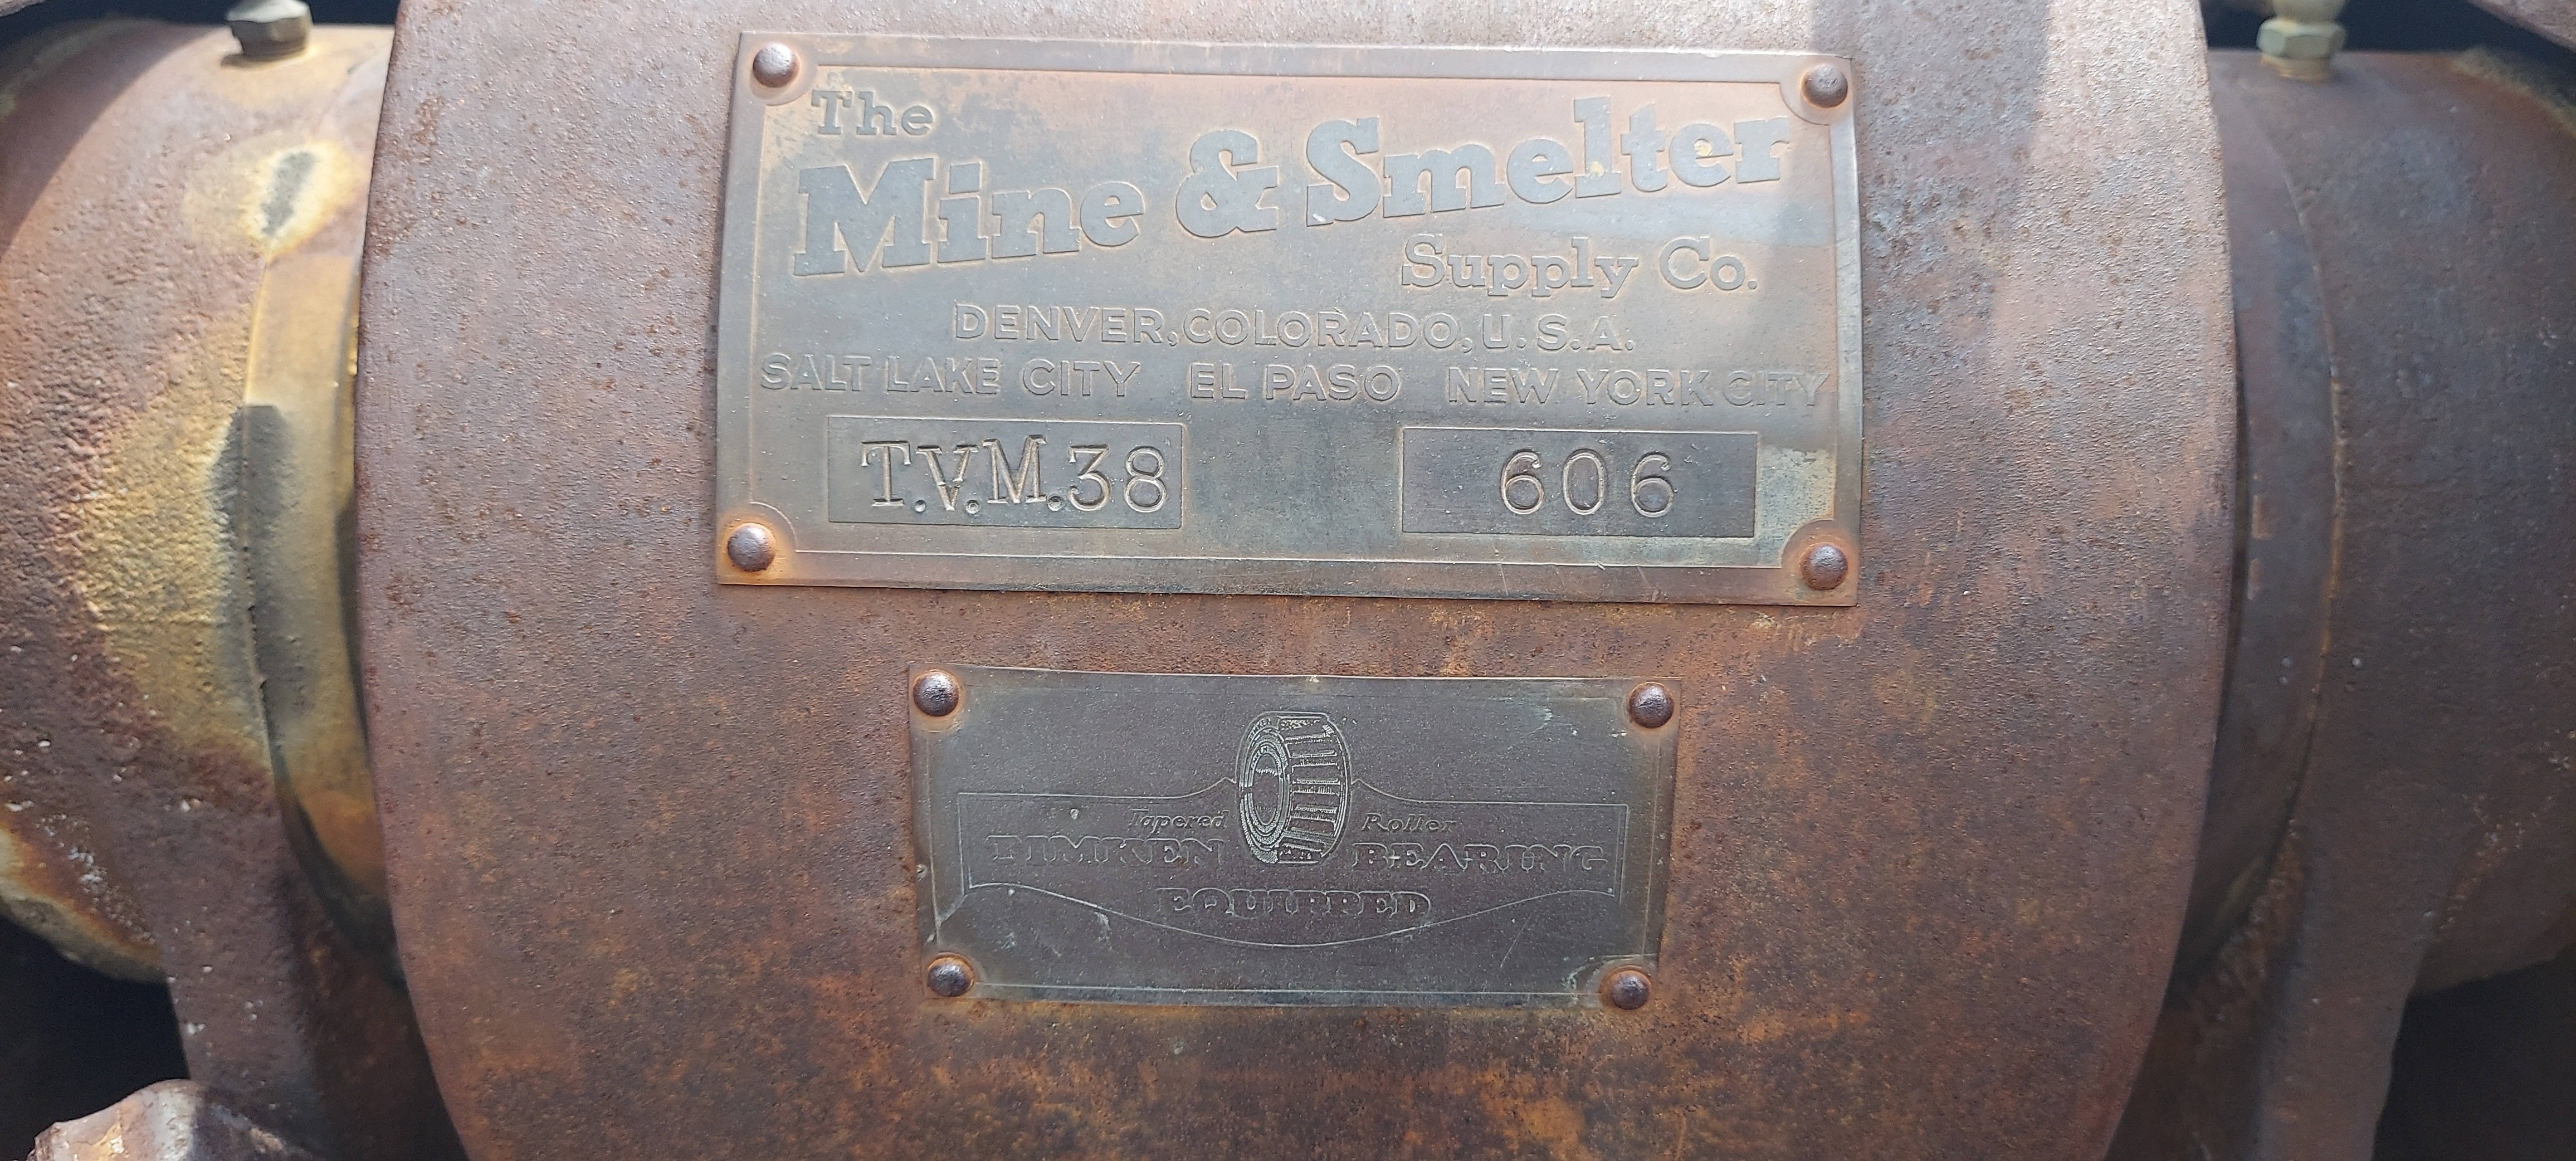 The
Mine & Smelter
Supply Co.
DENVER, COLORADO, U.S.A.
SALT LAKE CITY EL PASO NEW YORK CITY
T.V.M.38 606
Tapered Roller
TIMKEN BEARING
EQUIPPED